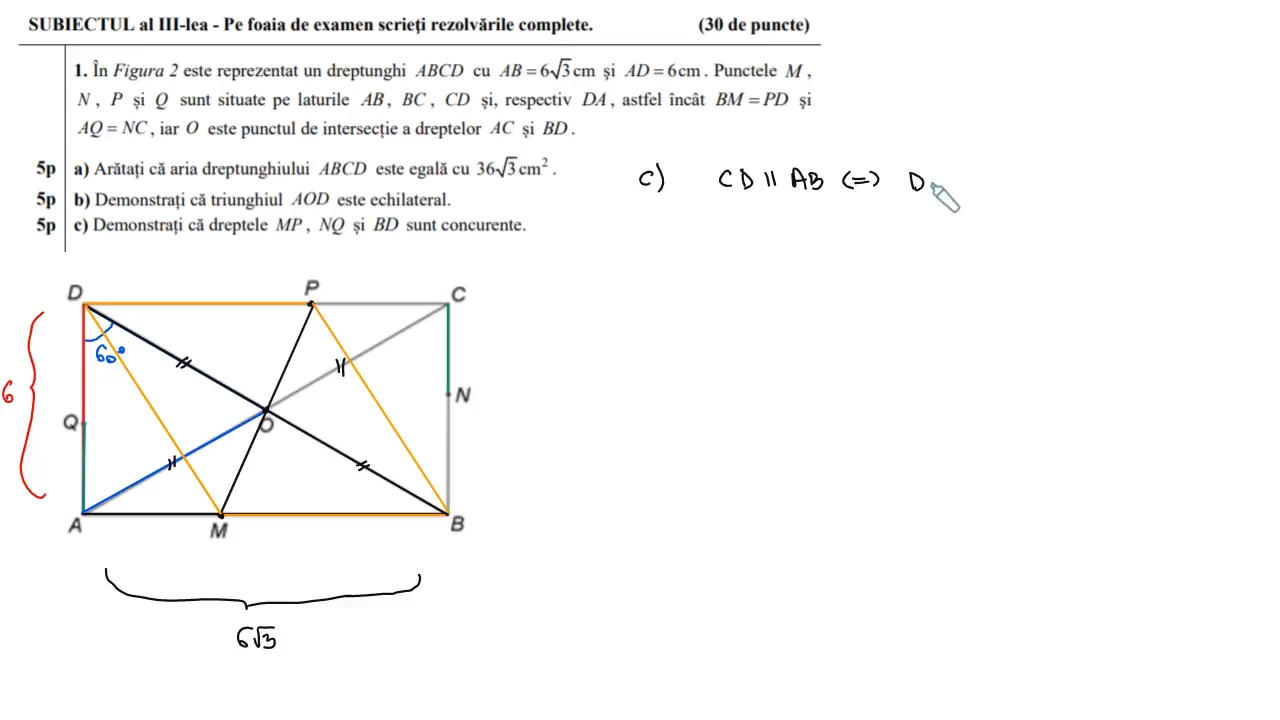 SUBIECTUL al III-lea - Pe foaia de examen scrieți rezolvările complete. (30 de puncte)
1. În Figura 2 este reprezentat un dreptunghi ABCD cu AB = 6√3 cm și AD = 6 cm. Punctele M,
N, P și Q sunt situate pe laturile AB, BC, CD și, respectiv DA, astfel încât BM = PD și
AQ = NC, iar O este punctul de intersecție a dreptelor AC și BD.
5p a) Arătați că aria dreptunghiului ABCD este egală cu 36√3 cm².
5p b) Demonstrați că triunghiul AOD este echilateral.
5p c) Demonstrați că dreptele MP, NQ și BD sunt concurente.
c) CD || AB (=) D
D P C
60°
6
Q O N
A M B
6√3